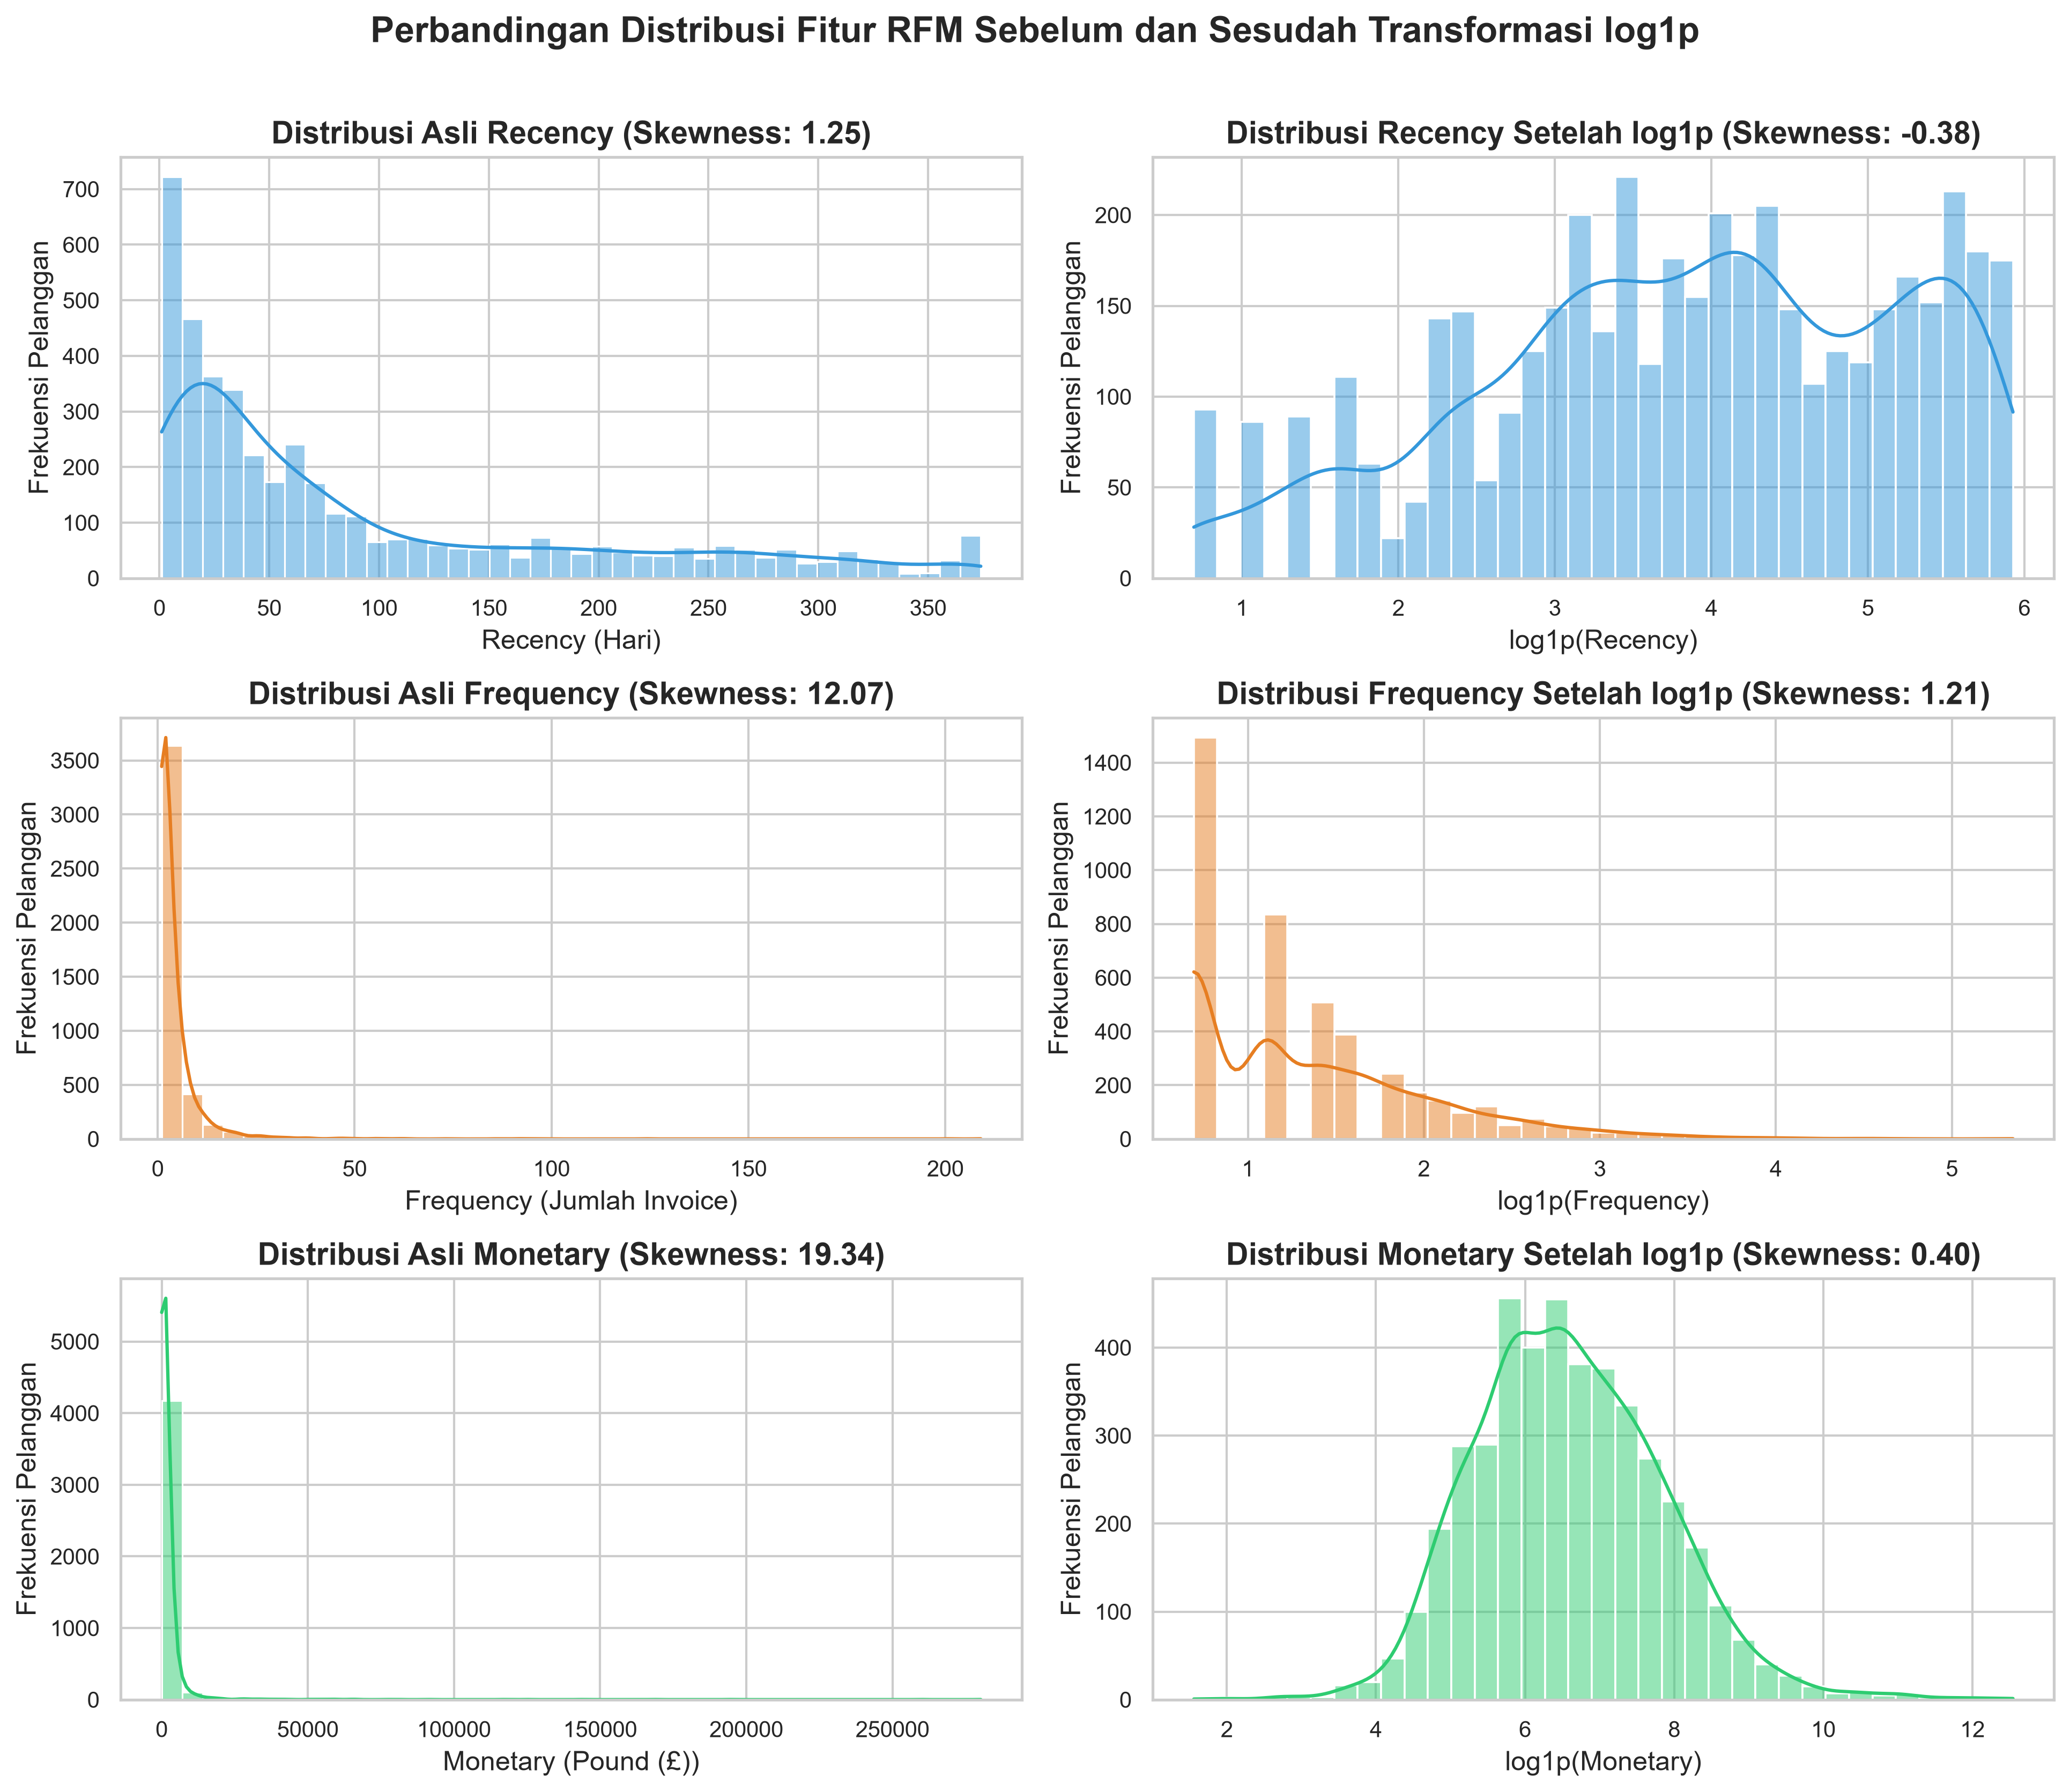 Perbandingan Distribusi Fitur RFM Sebelum dan Sesudah Transformasi log1p
Distribusi Asli Recency (Skewness: 1.25)
Frekuensi Pelanggan
700
600
500
400
300
200
100
0
0 50 100 150 200 250 300 350
Recency (Hari)
Distribusi Recency Setelah log1p (Skewness: -0.38)
Frekuensi Pelanggan
200
150
100
50
0
1 2 3 4 5 6
log1p(Recency)
Distribusi Asli Frequency (Skewness: 12.07)
Frekuensi Pelanggan
3500
3000
2500
2000
1500
1000
500
0
0 50 100 150 200
Frequency (Jumlah Invoice)
Distribusi Frequency Setelah log1p (Skewness: 1.21)
Frekuensi Pelanggan
1400
1200
1000
800
600
400
200
0
1 2 3 4 5
log1p(Frequency)
Distribusi Asli Monetary (Skewness: 19.34)
Frekuensi Pelanggan
5000
4000
3000
2000
1000
0
0 50000 100000 150000 200000 250000
Monetary (Pound (£))
Distribusi Monetary Setelah log1p (Skewness: 0.40)
Frekuensi Pelanggan
400
300
200
100
0
2 4 6 8 10 12
log1p(Monetary)